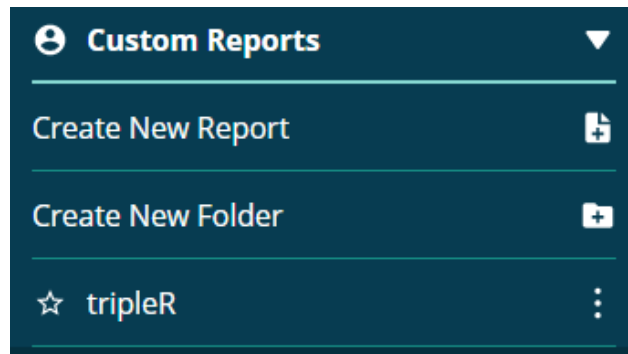 Custom Reports
Create New Report
Create New Folder
tripleR